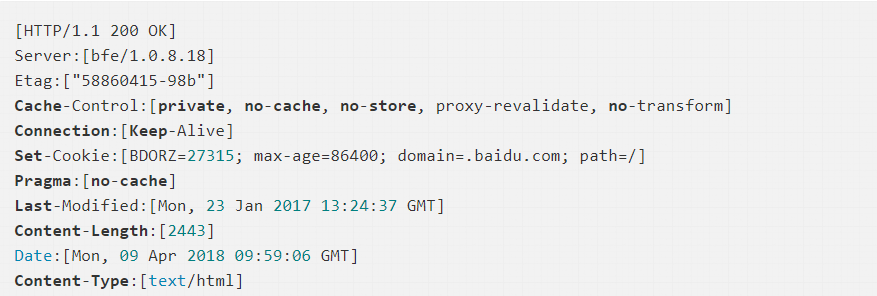 [HTTP/1.1 200 OK]
Server:[bfe/1.0.8.18]
Etag:["58860415-98b"]
Cache-Control:[private, no-cache, no-store, proxy-revalidate, no-transform]
Connection:[Keep-Alive]
Set-Cookie:[BDORZ=27315; max-age=86400; domain=.baidu.com; path=/]
Pragma:[no-cache]
Last-Modified:[Mon, 23 Jan 2017 13:24:37 GMT]
Content-Length:[2443]
Date:[Mon, 09 Apr 2018 09:59:06 GMT]
Content-Type:[text/html]